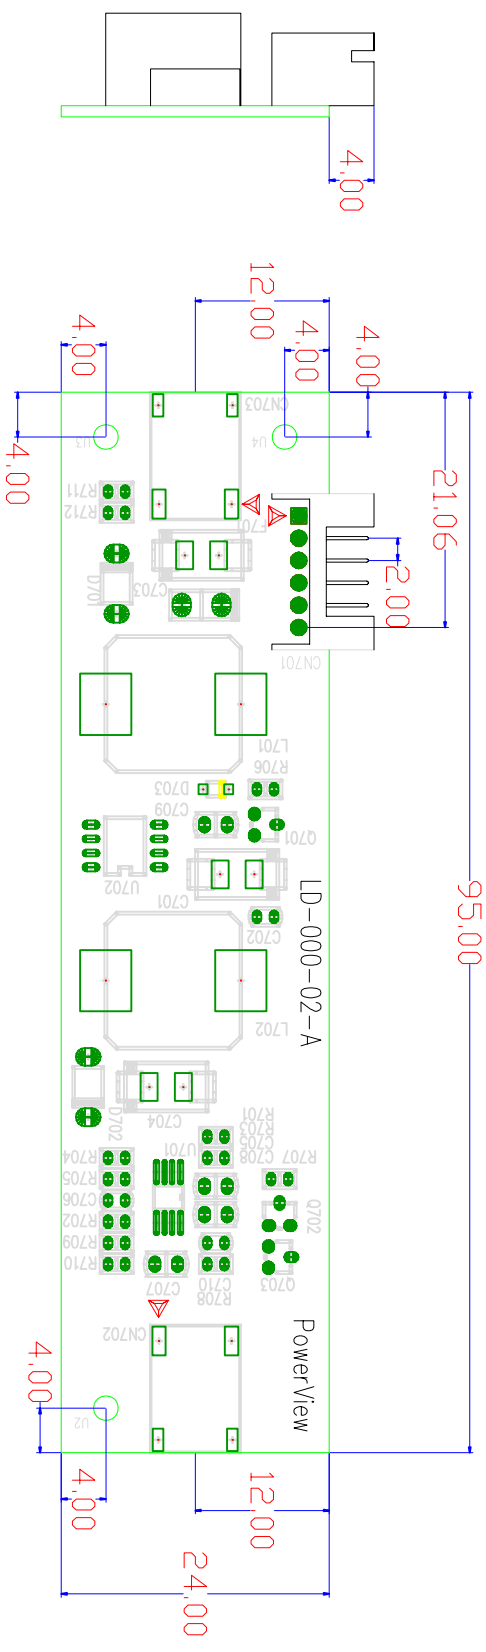 4.00
12.00
4.00
4.00
4.00
4.00
CN703
U3
U4
21.06
R711
R712
F701
2.00
D701
C703
CN701
L701
R706
D703
C709
Q701
U702
C701
95.00
C702
LD-000-02-A
L702
C704
D702
R701
R703
C705
C708
U701
R704
R705
C706
R702
R709
R710
R707
Q702
Q703
C707
C710
R708
CN702
PowerView
4.00
U2
4.00
12.00
24.00